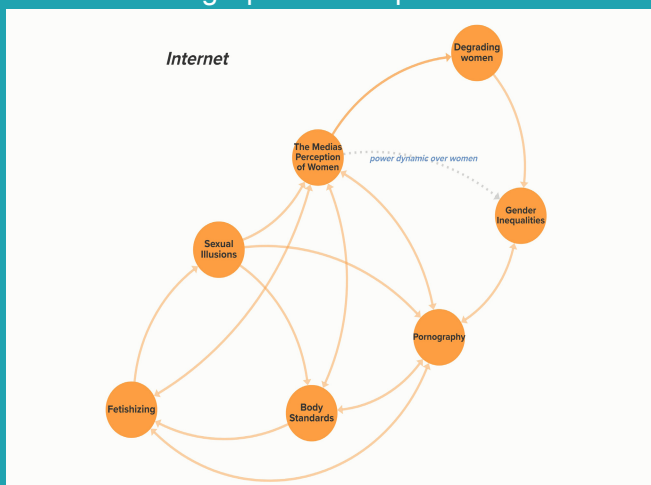 Internet
Degrading
women
The Medias
Perception
of Women
power dynamic over women
Gender
Inequalities
Sexual
Illusions
Pornography
Fetishizing
Body
Standards